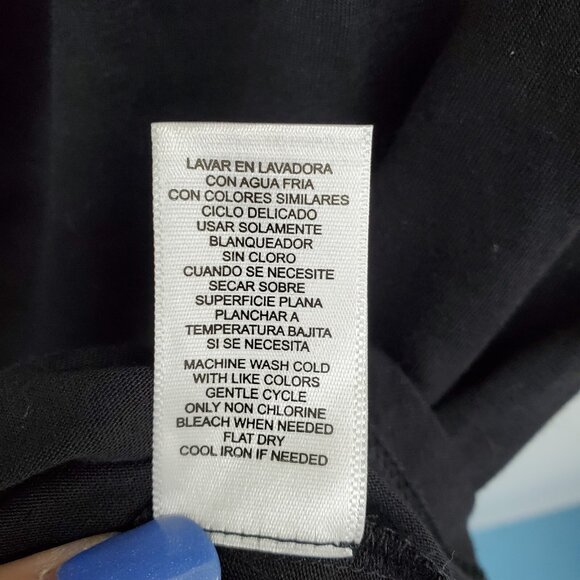 LAVAR EN LAVADORA
CON AGUA FRIA
CON COLORES SIMILARES
CICLO DELICADO
USAR SOLAMENTE
BLANQUEADOR
SIN CLORO
CUANDO SE NECESITE
SECAR SOBRE
SUPERFICIE PLANA
PLANCHAR A
TEMPERATURA BAJITA
SI SE NECESITA
MACHINE WASH COLD
WITH LIKE COLORS
GENTLE CYCLE
ONLY NON CHLORINE
BLEACH WHEN NEEDED
FLAT DRY
COOL IRON IF NEEDED